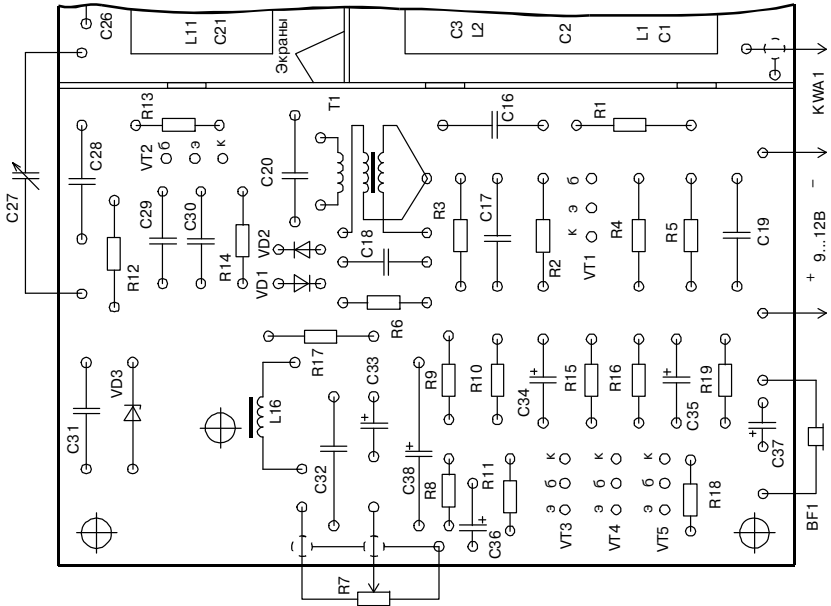 C26
L11
C21
Экраны
C3
L2
C2
L1
C1
KWA1
C27
C28
R13
VT2
б
э
к
T1
C20
C16
R1
R12
C29
C30
R14
VD2
VD1
C18
R3
C17
R2
к э б
VT1
R4
R5
C19
+ 9...12В −
R6
R17
C31
VD3
L16
C33
+
C32
C38
+
R9
R10
C34
+
R15
R16
C35
+
R19
C37
+
R8
C36
+
R11
э б к
VT3
э б к
VT4
э б к
VT5
R18
BF1
R7